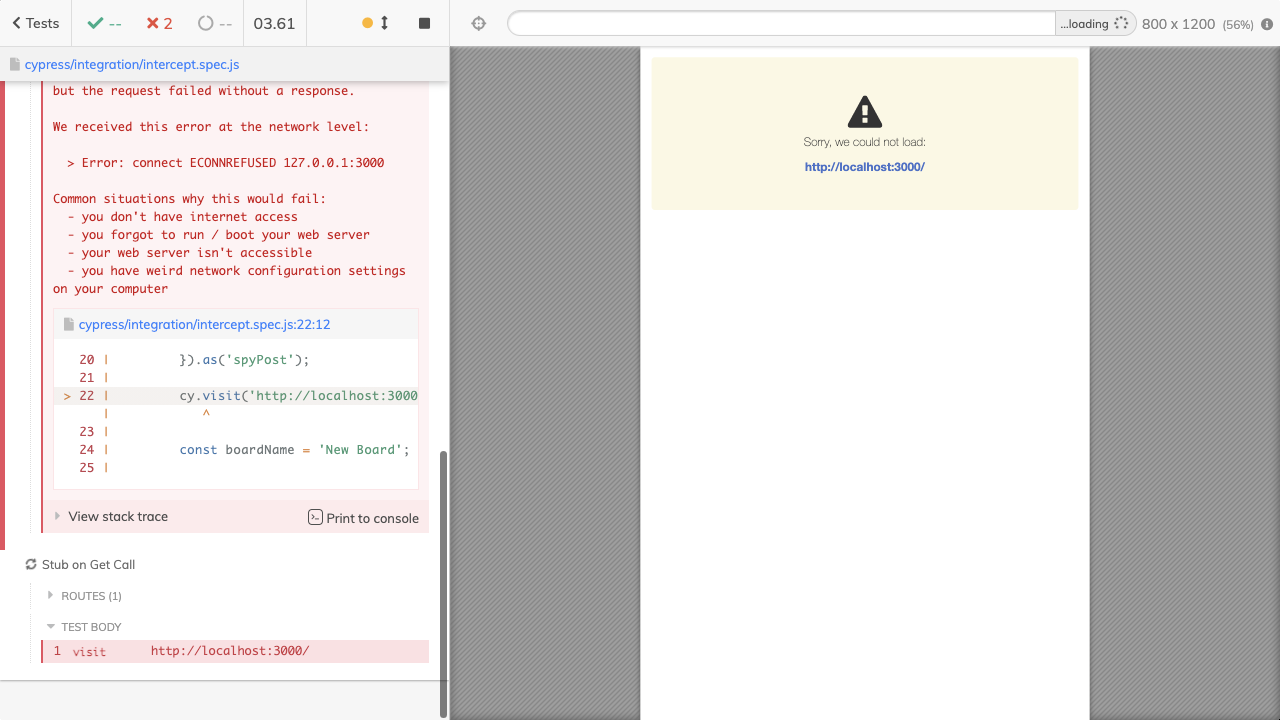 Tests
--
2
--
03.61
...loading
800 x 1200 (56%)
cypress/integration/intercept.spec.js
but the request failed without a response.
We received this error at the network level:
> Error: connect ECONNREFUSED 127.0.0.1:3000
Common situations why this would fail:
- you don't have internet access
- you forgot to run / boot your web server
- your web server isn't accessible
- you have weird network configuration settings
on your computer
cypress/integration/intercept.spec.js:22:12
20 |         }).as('spyPost');
21 |
> 22 |         cy.visit('http://localhost:3000
|            ^
23 |
24 |         const boardName = 'New Board';
25 |
View stack trace
Print to console
Stub on Get Call
ROUTES (1)
TEST BODY
1 visit http://localhost:3000/
Sorry, we could not load:
http://localhost:3000/